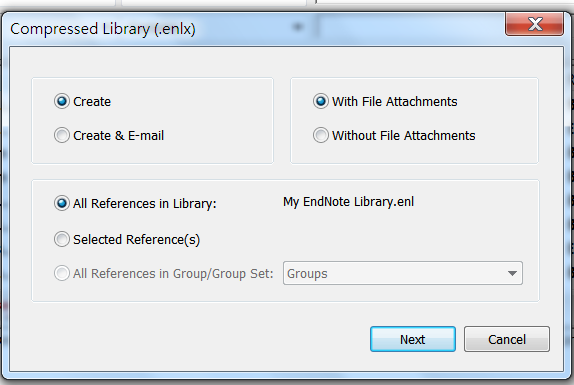 Compressed Library (.enlx)
Create
Create & E-mail
With File Attachments
Without File Attachments
All References in Library: My EndNote Library.enl
Selected Reference(s)
All References in Group/Group Set: Groups
Next Cancel